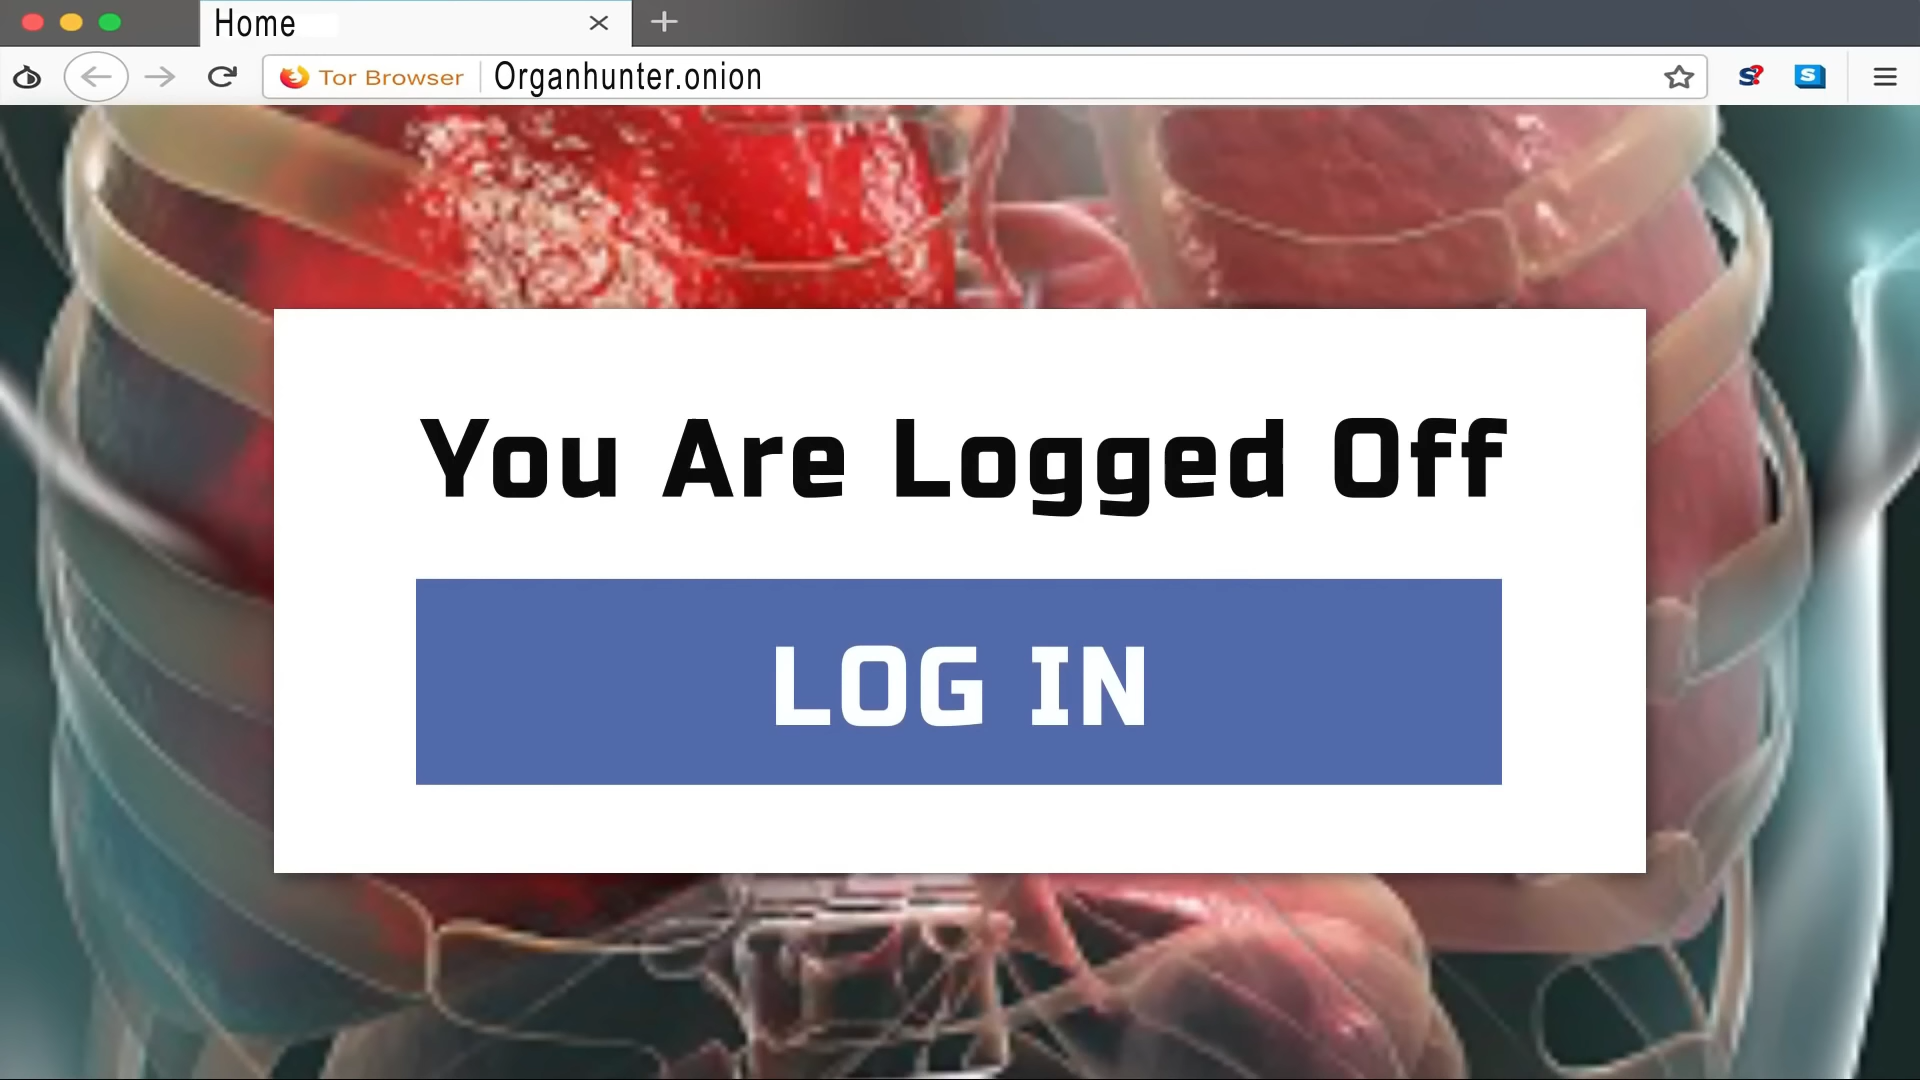 Home
Tor Browser
Organhunter.onion
S?
S
You Are Logged Off
LOG IN